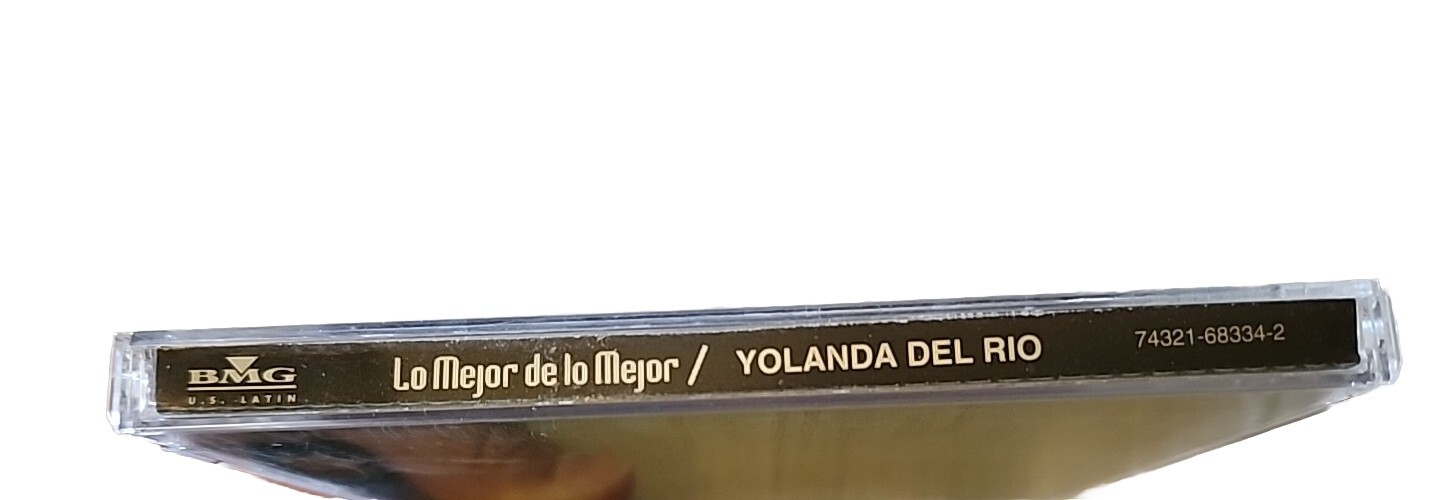 BMG
U.S. LATIN
Lo Mejor de lo Mejor / YOLANDA DEL RIO
74321-68334-2